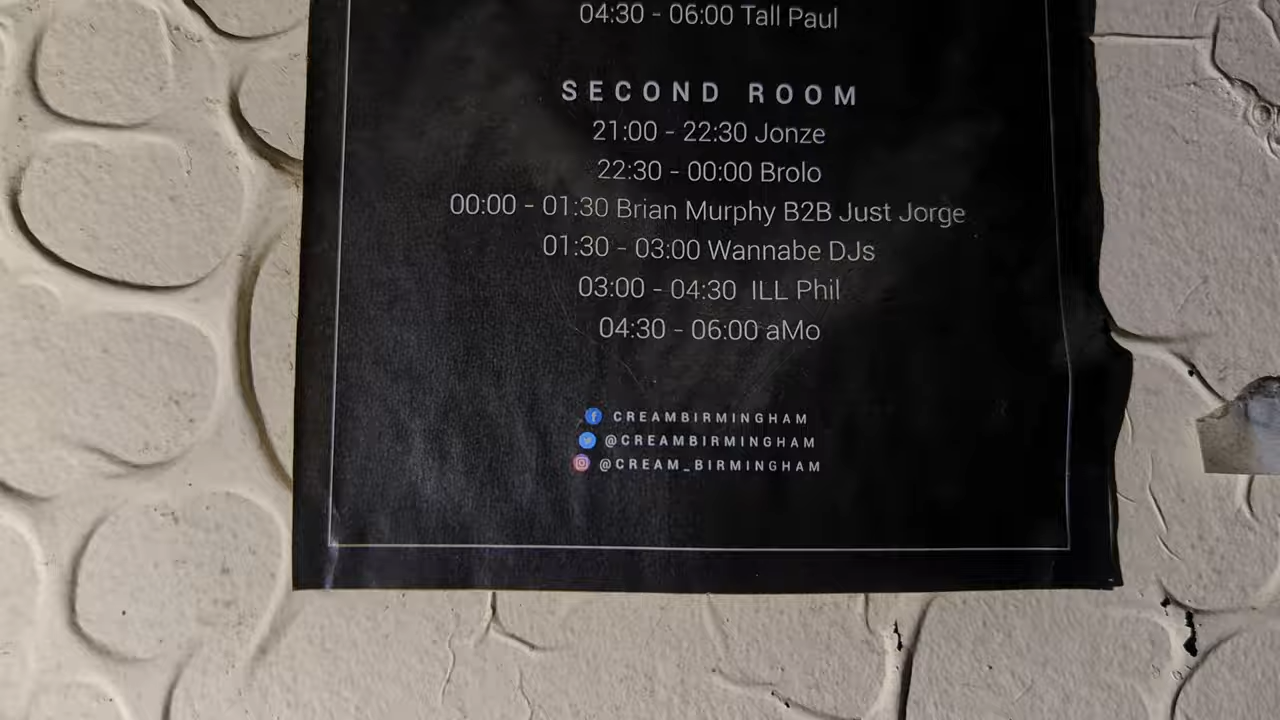 04:30 - 06:00 Tall Paul
SECOND ROOM
21:00 - 22:30 Jonze
22:30 - 00:00 Brolo
00:00 - 01:30 Brian Murphy B2B Just Jorge
01:30 - 03:00 Wannabe DJs
03:00 - 04:30 ILL Phil
04:30 - 06:00 aMo
CREAMBIRMINGHAM
@CREAMBIRMINGHAM
@CREAM_BIRMINGHAM